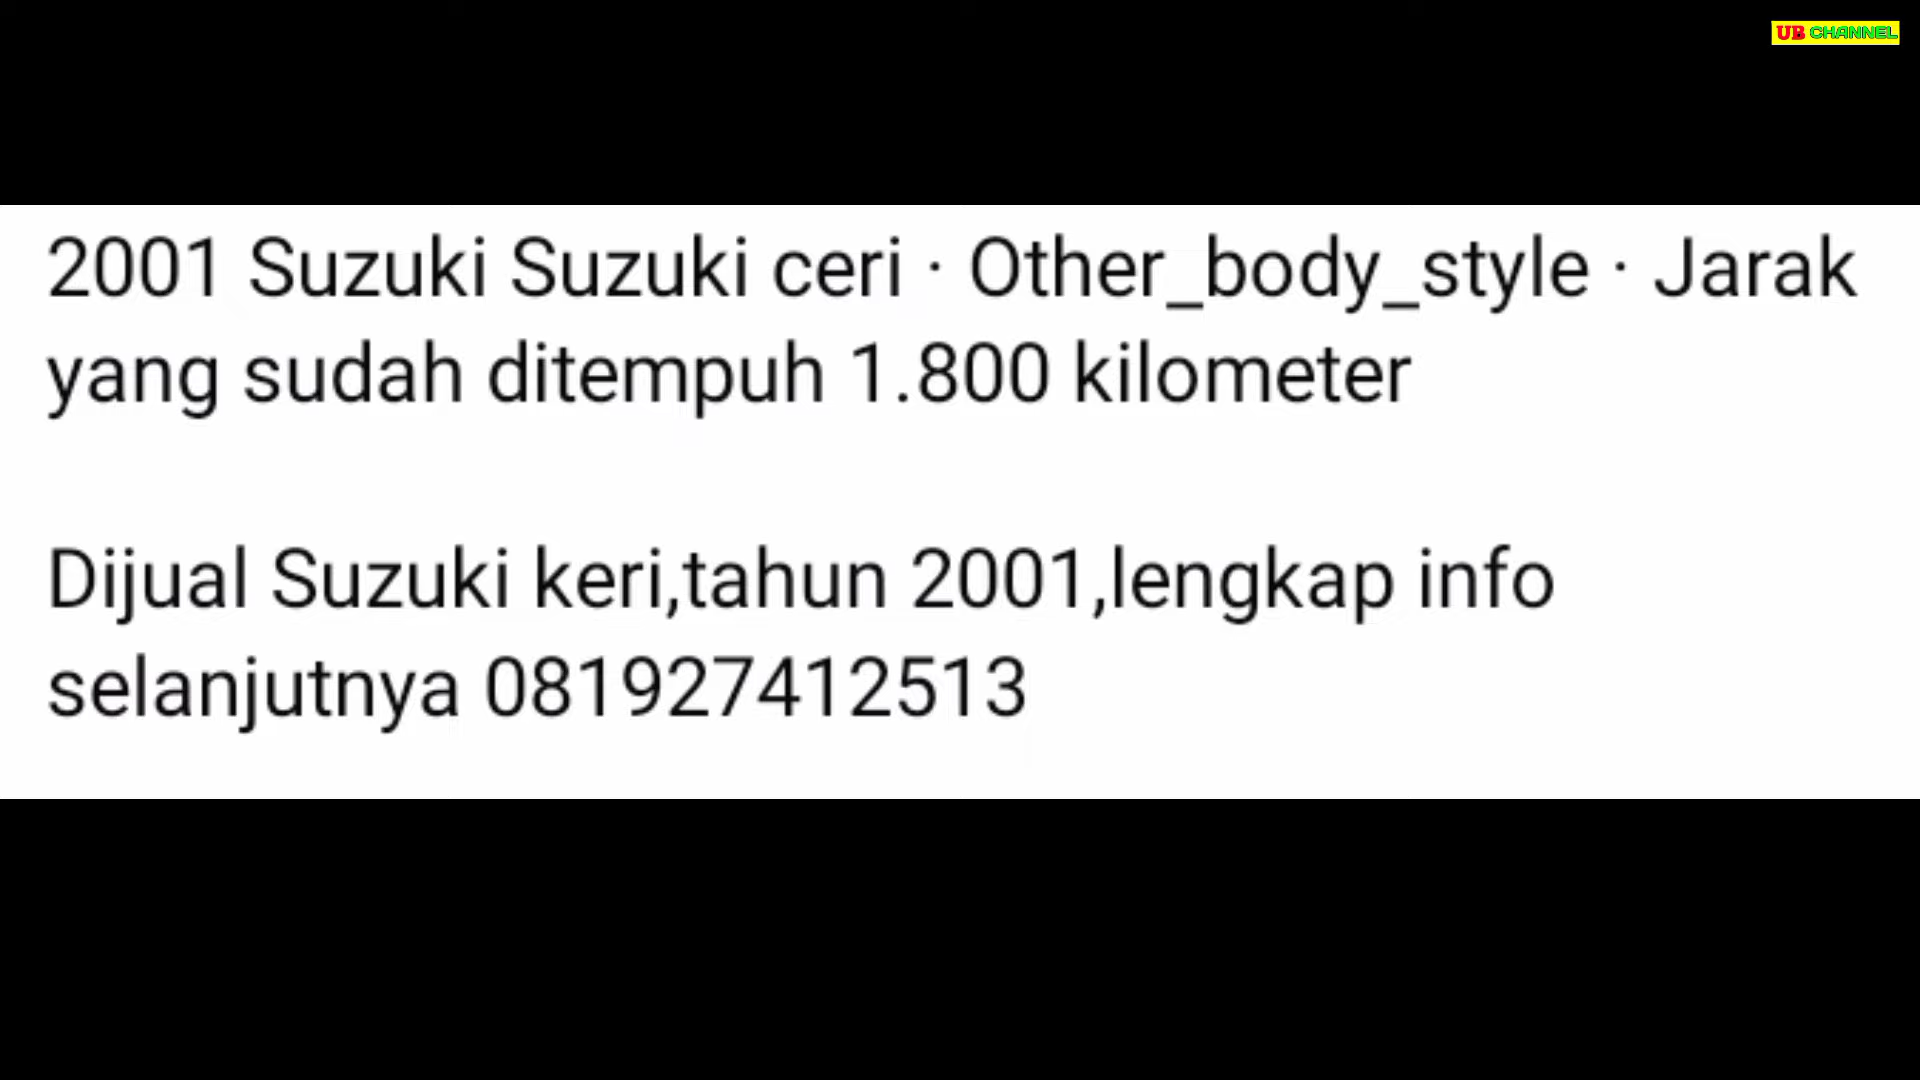 UB CHANNEL
2001 Suzuki Suzuki ceri · Other_body_style · Jarak
yang sudah ditempuh 1.800 kilometer
Dijual Suzuki keri,tahun 2001,lengkap info
selanjutnya 081927412513